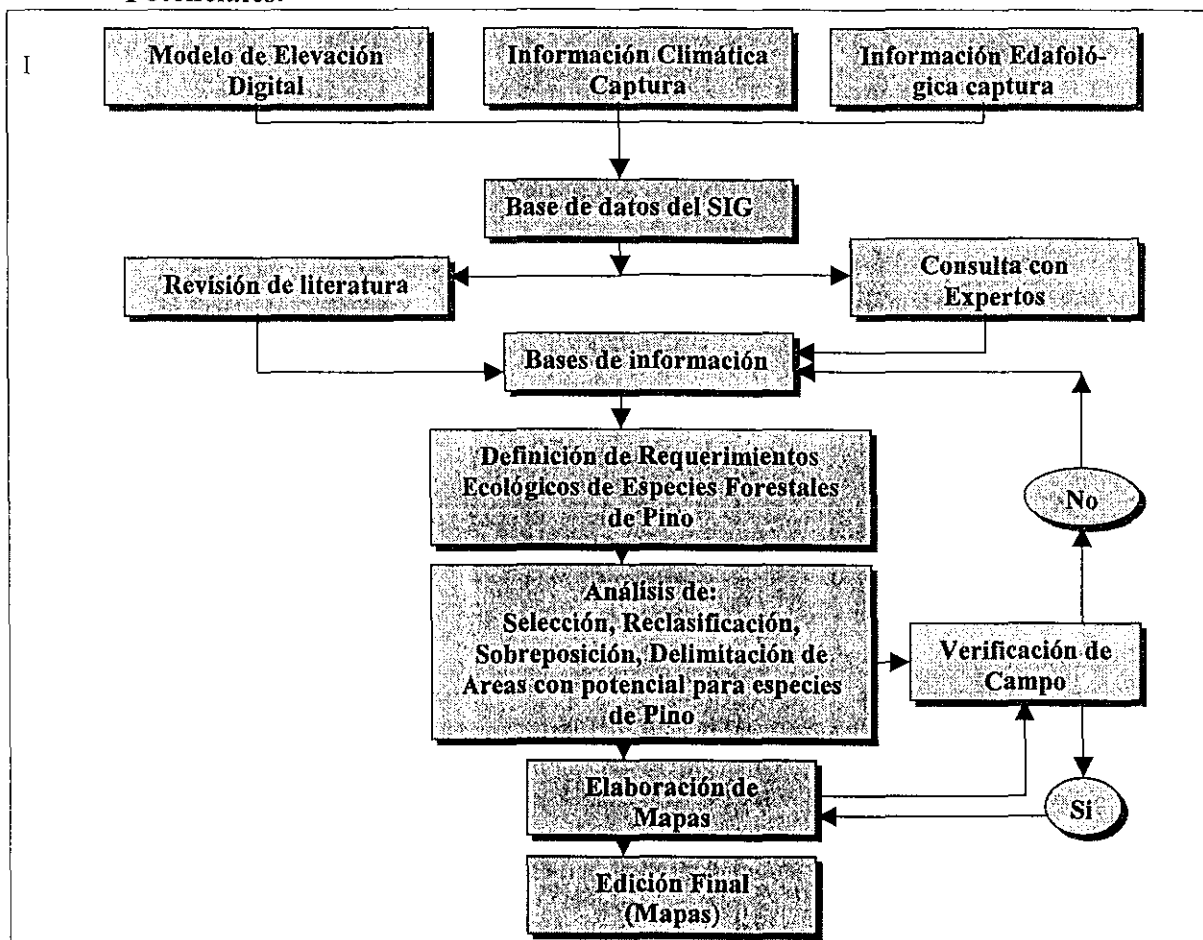 Potenciales.
I
Modelo de Elevación
Digital
Información Climática
Captura
Información Edafoló-
gica captura
Base de datos del SIG
Revisión de literatura
Consulta con
Expertos
Bases de información
Definición de Requerimientos
Ecológicos de Especies Forestales
de Pino
No
Análisis de:
Selección, Reclasificación,
Sobreposición, Delimitación de
Areas con potencial para especies
de Pino
Verificación de
Campo
Elaboración de
Mapas
Si
Edición Final
(Mapas)